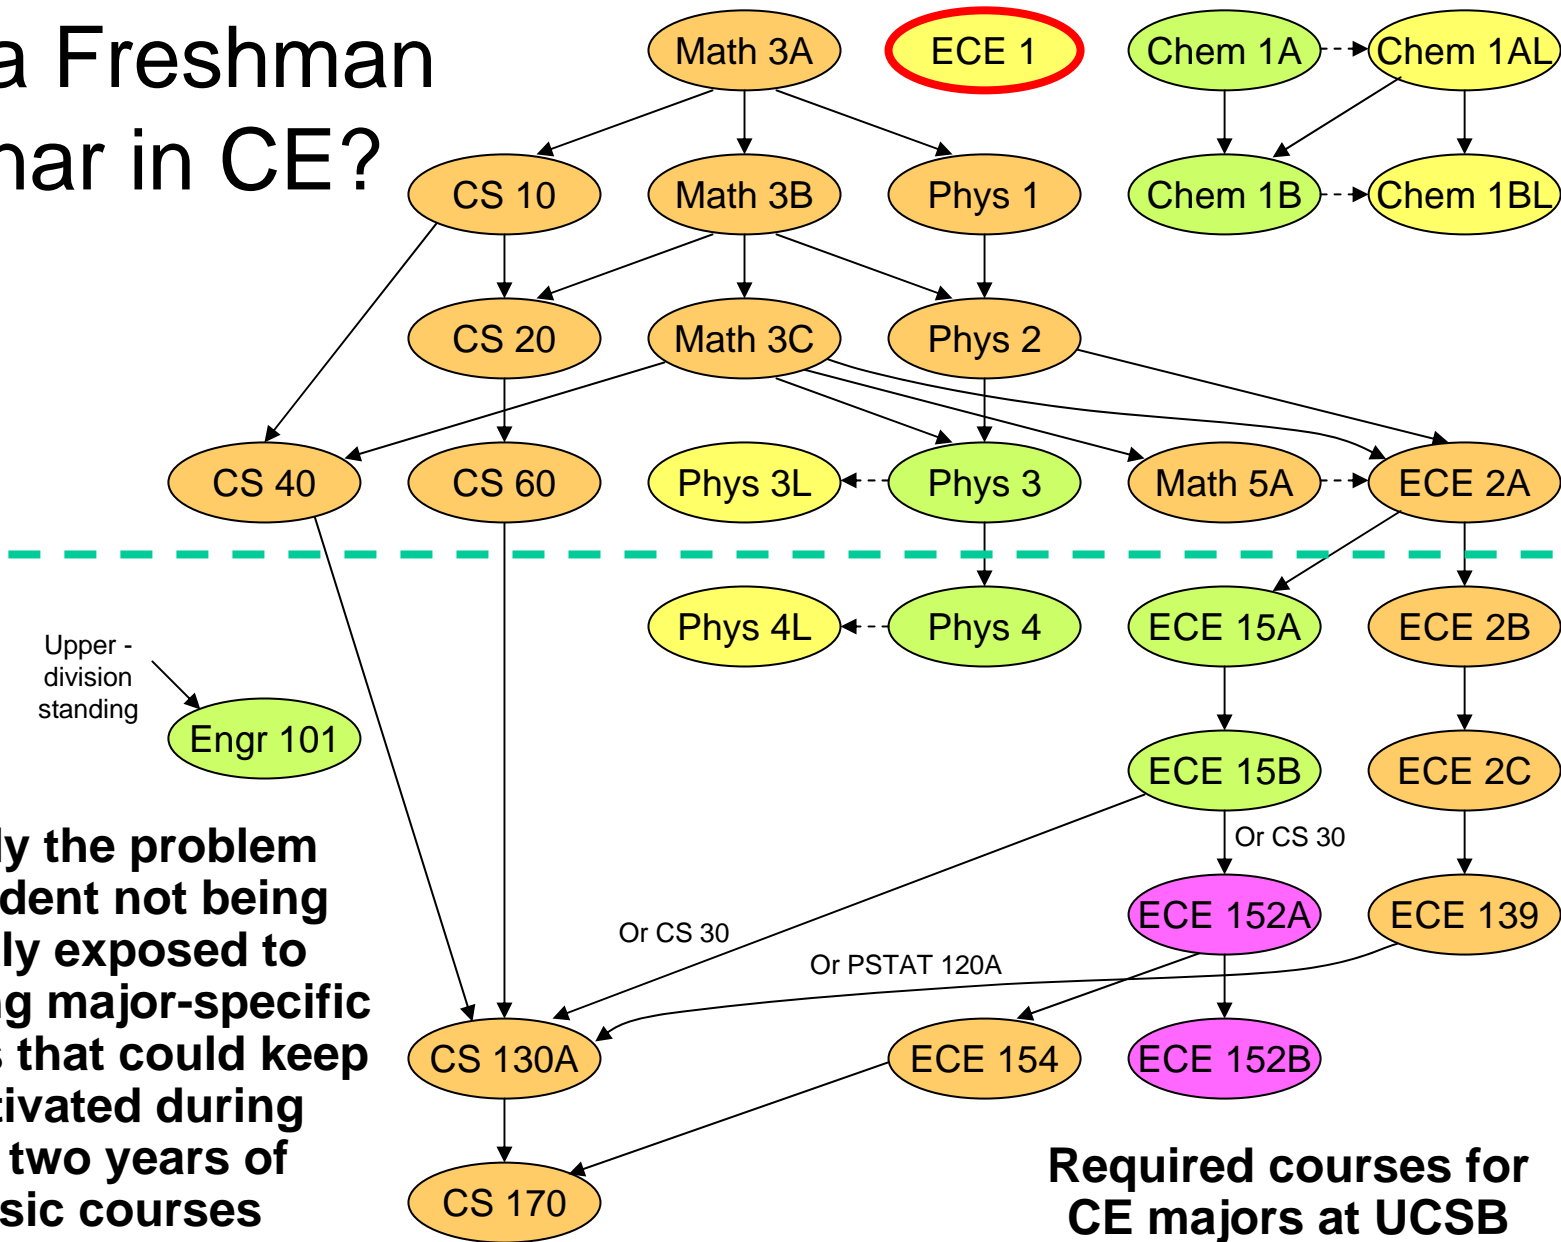 a Freshman
nar in CE?
Math 3A
ECE 1
Chem 1A
Chem 1AL
CS 10
Math 3B
Phys 1
Chem 1B
Chem 1BL
CS 20
Math 3C
Phys 2
CS 40
CS 60
Phys 3L
Phys 3
Math 5A
ECE 2A
Phys 4L
Phys 4
ECE 15A
ECE 2B
Upper -
division
standing
Engr 101
ECE 15B
ECE 2C
Or CS 30
ly the problem
dent not being
ly exposed to
ng major-specific
s that could keep
tivated during
two years of
sic courses
ECE 152A
ECE 139
Or CS 30
Or PSTAT 120A
CS 130A
ECE 154
ECE 152B
CS 170
Required courses for
CE majors at UCSB